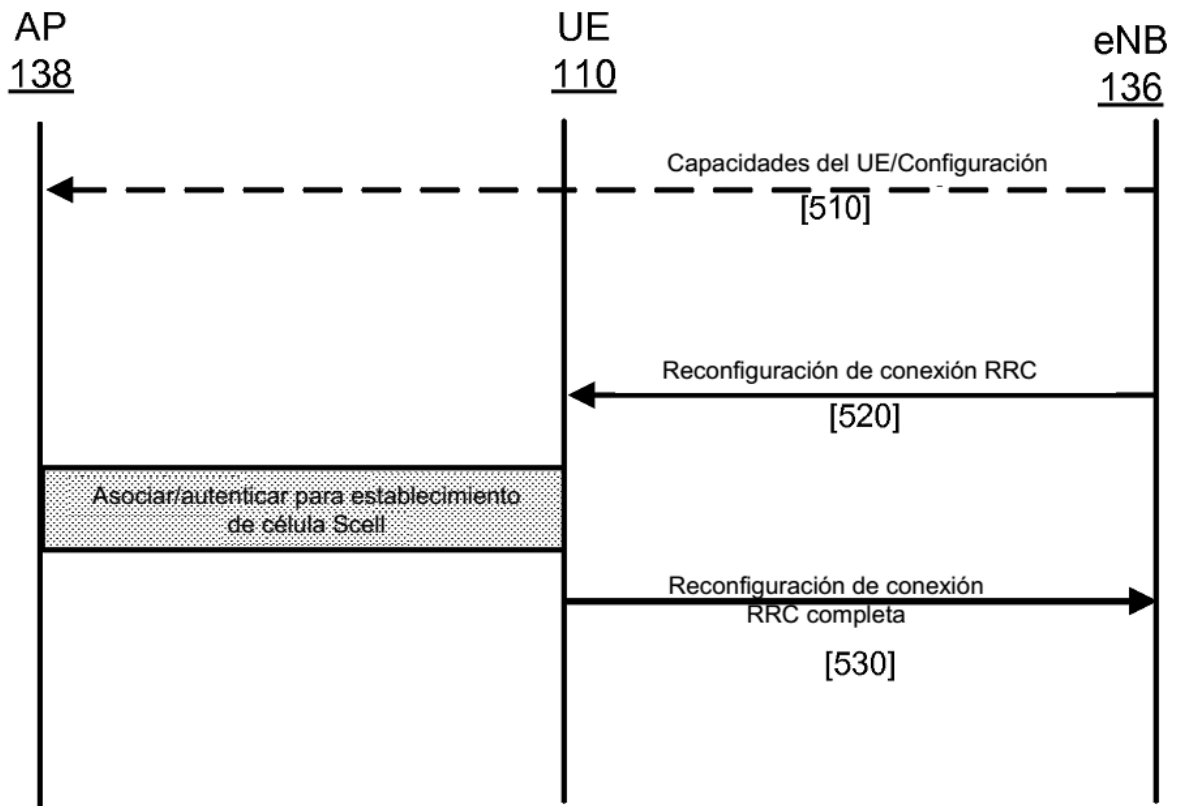 AP
138
UE
110
eNB
136
Capacidades del UE/Configuración
[510]
Reconfiguración de conexión RRC
[520]
Asociar/autenticar para establecimiento
de célula Scell
Reconfiguración de conexión
RRC completa
[530]